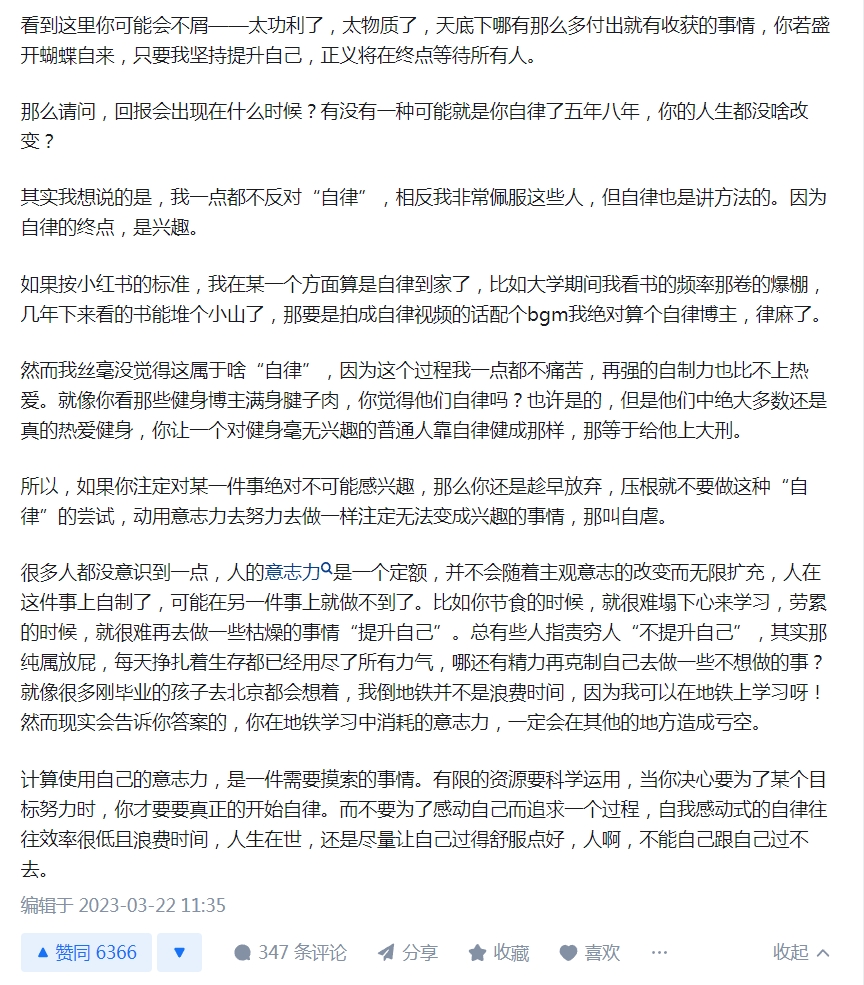 看到这里你可能会不屑——太功利了，太物质了，天底下哪有那么多付出就有收获的事情，你若盛
开蝴蝶自来，只要我坚持提升自己，正义将在终点等待所有人。
那么请问，回报会出现在什么时候？有没有一种可能就是你自律了五年八年，你的人生都没啥改
变？
其实我想说的是，我一点都不反对“自律”，相反我非常佩服这些人，但自律也是讲方法的。因为
自律的终点，是兴趣。
如果按小红书的标准，我在某一个方面算是自律到家了，比如大学期间我看书的频率那卷的爆棚，
几年下来看的书能堆个小山了，那要是拍成自律视频的话配个bgm我绝对算个自律博主，律麻了。
然而我丝毫没觉得这属于啥“自律”，因为这个过程我一点都不痛苦，再强的自制力也比不上热
爱。就像你看那些健身博主满身腱子肉，你觉得他们自律吗？也许是的，但是他们中绝大多数还是
真的热爱健身，你让一个对健身毫无兴趣的普通人靠自律健成那样，那等于给他上大刑。
所以，如果你注定对某一件事绝对不可能感兴趣，那么你还是趁早放弃，压根就不要做这种“自
律”的尝试，动用意志力去努力去做一样注定无法变成兴趣的事情，那叫自虐。
很多人都没意识到一点，人的意志力是一个定额，并不会随着主观意志的改变而无限扩充，人在
这件事上自制了，可能在另一件事上就做不到了。比如你节食的时候，就很难塌下心来学习，劳累
的时候，就很难再去做一些枯燥的事情“提升自己”。总有些人指责穷人“不提升自己”，其实那
纯属放屁，每天挣扎着生存都已经用尽了所有力气，哪还有精力再克制自己去做一些不想做的事？
就像很多刚毕业的孩子去北京都会想着，我倒地铁并不是浪费时间，因为我可以在地铁上学习呀！
然而现实会告诉你答案的，你在地铁学习中消耗的意志力，一定会在其他的地方造成亏空。
计算使用自己的意志力，是一件需要摸索的事情。有限的资源要科学运用，当你决心要为了某个目
标努力时，你才要要真正的开始自律。而不要为了感动自己而追求一个过程，自我感动式的自律往
往效率很低且浪费时间，人生在世，还是尽量让自己过得舒服点好，人啊，不能自己跟自己过不
去。
编辑于 2023-03-22 11:35
赞同 6366 347 条评论 分享 收藏 喜欢 ··· 收起